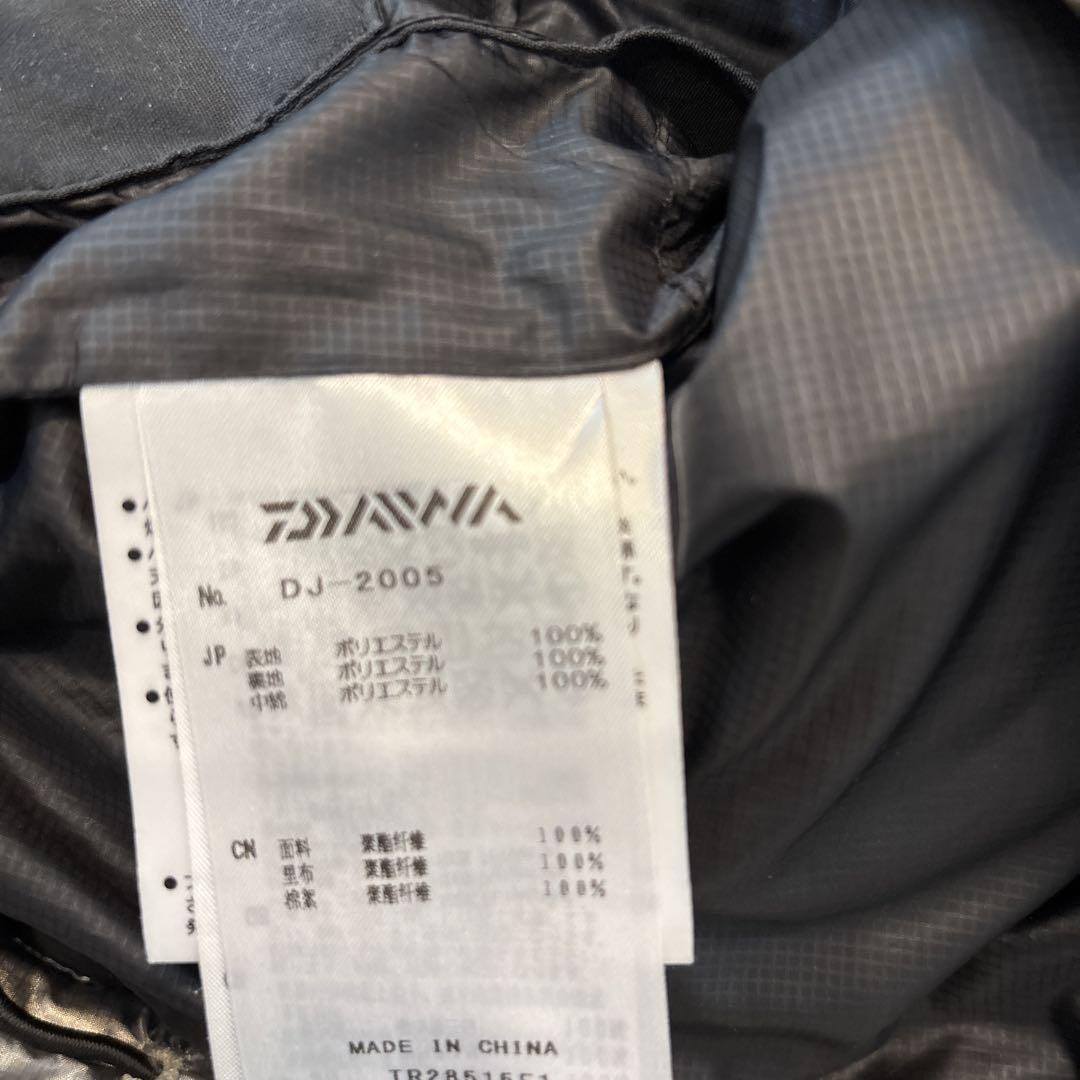 DAIWA
No. DJ-2005
JP 表地 ポリエステル 100%
裏地 ポリエステル 100%
中綿 ポリエステル 100%
CN 面料 聚酯纤维 100%
里布 聚酯纤维 100%
棉絮 聚酯纤维 100%
MADE IN CHINA